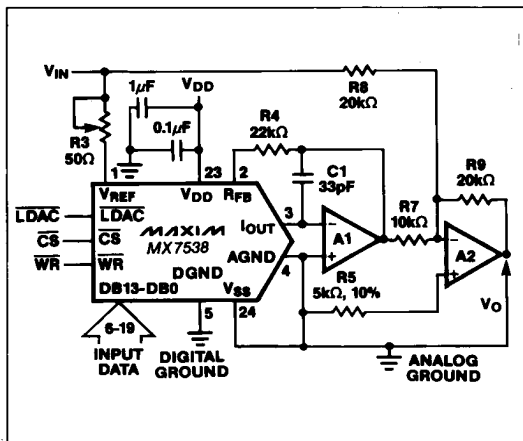 VIN
1μF
VDD
R8
20kΩ
R3
50Ω
0.1μF
R4
22kΩ
C1
33pF
R9
20kΩ
1
23
2
VREF
VDD
RFB
LDAC
LDAC
CS
CS
WR
WR
MAXIM
MX7538
IOUT
3
A1
R7
10kΩ
A2
AGND
4
DGND
VSS
R5
5kΩ, 10%
DB13-DB0
VO
6-19
5
24
INPUT
DATA
DIGITAL
GROUND
ANALOG
GROUND